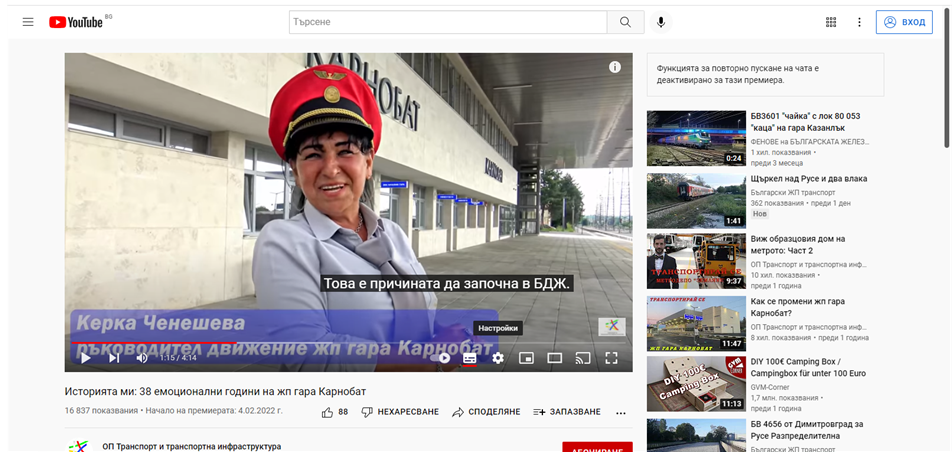 YouTube BG
Търсене
ВХОД
КАРНОБАТ
Това е причината да започна в БДЖ.
Керка Ченешева
ръководител движение жп гара Карнобат
Настройки
1:15 / 4:14
Историята ми: 38 емоционални години на жп гара Карнобат
16 837 показвания • Начало на премиерата: 4.02.2022 г.
88 НЕХАРЕСВАНЕ СПОДЕЛЯНЕ ЗАПАЗВАНЕ ...
ОП Транспорт и транспортна инфраструктура
АБОНИРАНЕ
Функцията за повторно пускане на чата е
деактивирано за тази премиера.
0:24
БВ3601 "чайка" с лок 80 053
"каца" на гара Казанлък
ФЕНОВЕ на БЪЛГАРСКАТА ЖЕЛЕЗ...
1 хил. показвания •
преди 3 месеца
1:41
Щъркел над Русе и два влака
Български ЖП транспорт
362 показвания • преди 1 ден
Нов
9:37
Виж образцовия дом на
метрото: Част 2
ОП Транспорт и транспортна инф...
10 хил. показвания •
преди 1 година
ТРАНСПОРТИРАЙ СЕ
ЖП ГАРА КАРНОБАТ
11:47
Как се промени жп гара
Карнобат?
ОП Транспорт и транспортна инф...
8 хил. показвания • преди 1 година
DIY 100€
Camping Box
GVM
11:13
DIY 100€ Camping Box /
Campingbox für unter 100 Euro
GVM-Corner
1,7 млн. показвания •
преди 1 година
БВ 4656 от Димитровград за
Русе Разпределителна
Български ЖП транспорт